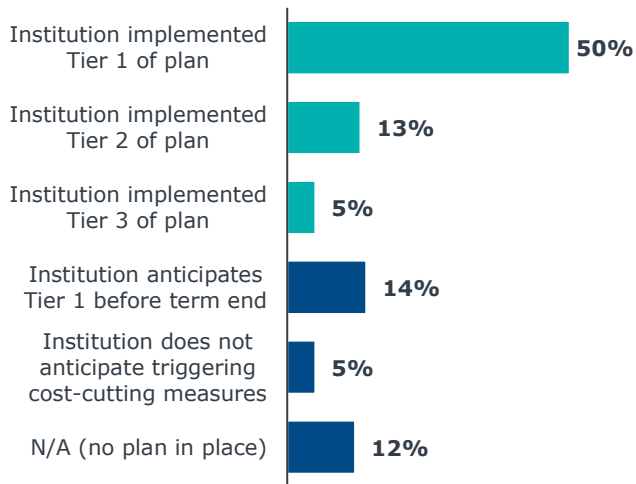 Institution implemented
Tier 1 of plan
50%
Institution implemented
Tier 2 of plan
13%
Institution implemented
Tier 3 of plan
5%
Institution anticipates
Tier 1 before term end
14%
Institution does not
anticipate triggering
cost-cutting measures
5%
N/A (no plan in place)
12%